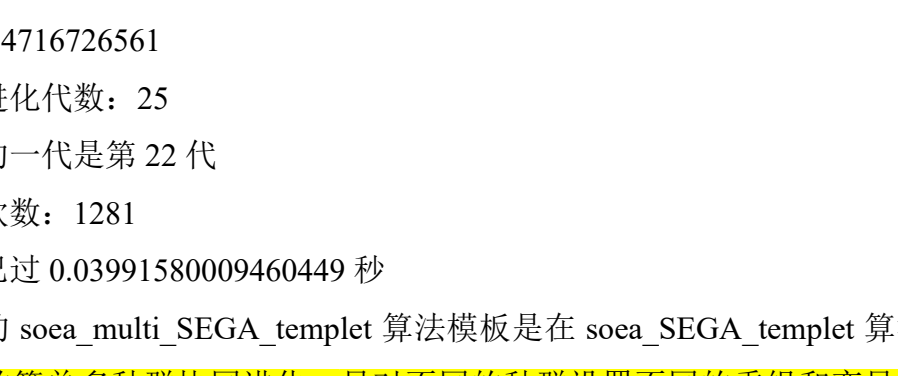 4716726561
进化代数：25
的一代是第 22 代
次数：1281
已过 0.03991580009460449 秒
的 soea_multi_SEGA_templet 算法模板是在 soea_SEGA_templet 算